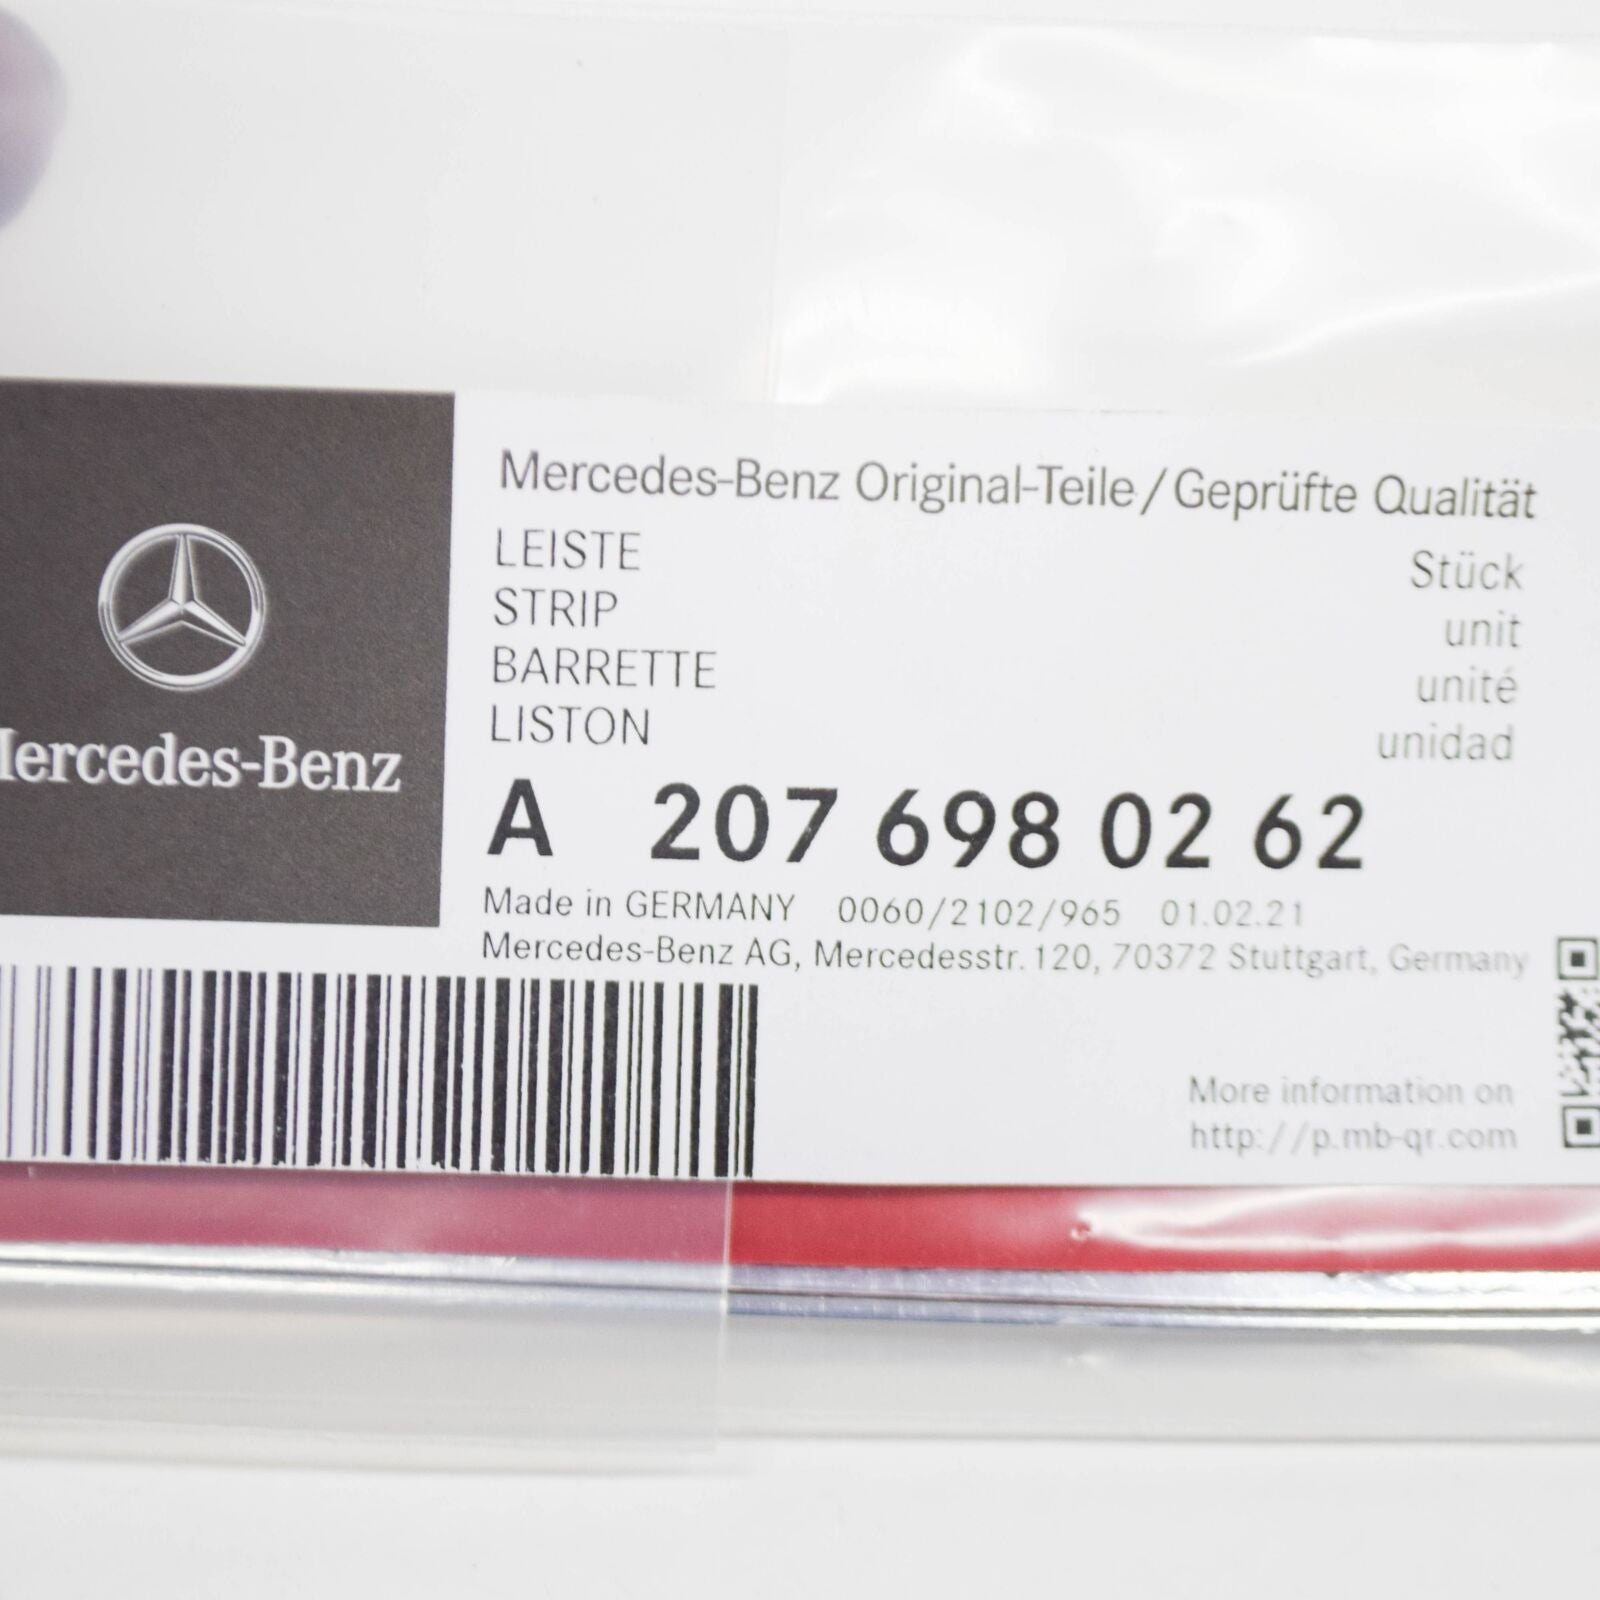 Mercedes-Benz Original-Teile/Geprüfte Qualität
LEISTE Stück
STRIP unit
BARRETTE unité
LISTON unidad
Mercedes-Benz
A 207 698 02 62
Made in GERMANY 0060/2102/965 01.02.21
Mercedes-Benz AG, Mercedesstr. 120, 70372 Stuttgart, Germany
More information on
http://p.mb-qr.com